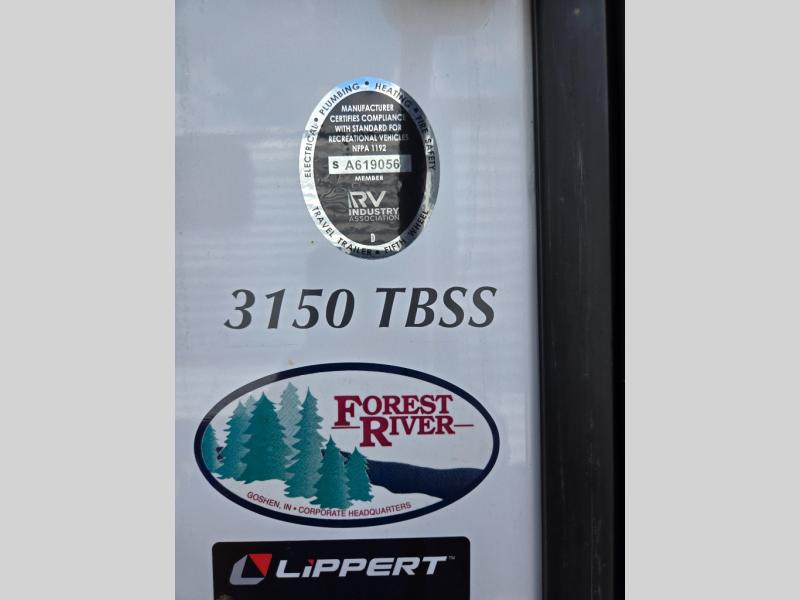 ELECTRICAL • PLUMBING • HEATING • FIRE SAFETY
MANUFACTURER
CERTIFIES COMPLIANCE
WITH STANDARD FOR
RECREATIONAL VEHICLES
NFPA 1192
S A619056
MEMBER
RV
INDUSTRY
ASSOCIATION
D
TRAVEL TRAILER • FIFTH WHEEL
3150 TBSS
FOREST
RIVER
GOSHEN, IN • CORPORATE HEADQUARTERS
LiPPERT™